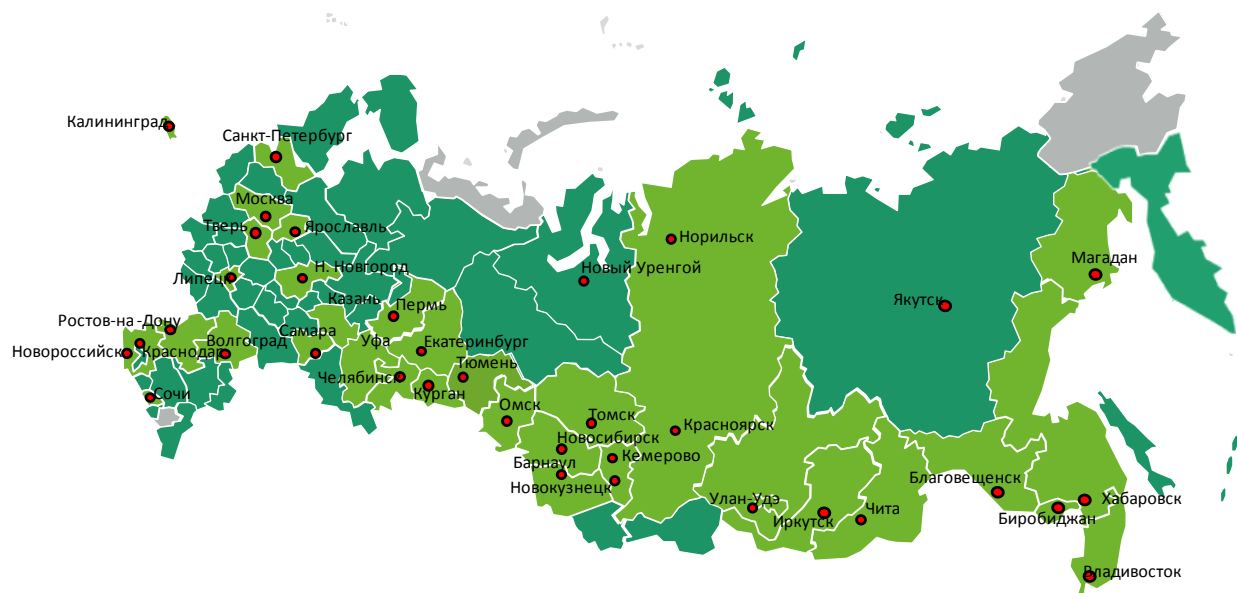 Калининград
Санкт-Петербург
Москва
Тверь
Ярославль
Норильск
Магадан
Липецк
Н. Новгород
Новый Уренгой
Казань
Якутск
Пермь
Ростов-на-Дону
Самара
Волгоград
Уфа
Екатеринбург
Новороссийск
Краснодар
Тюмень
Челябинск
Курган
Сочи
Омск
Томск
Красноярск
Новосибирск
Кемерово
Барнаул
Новокузнецк
Благовещенск
Улан-Удэ
Хабаровск
Чита
Иркутск
Биробиджан
Владивосток